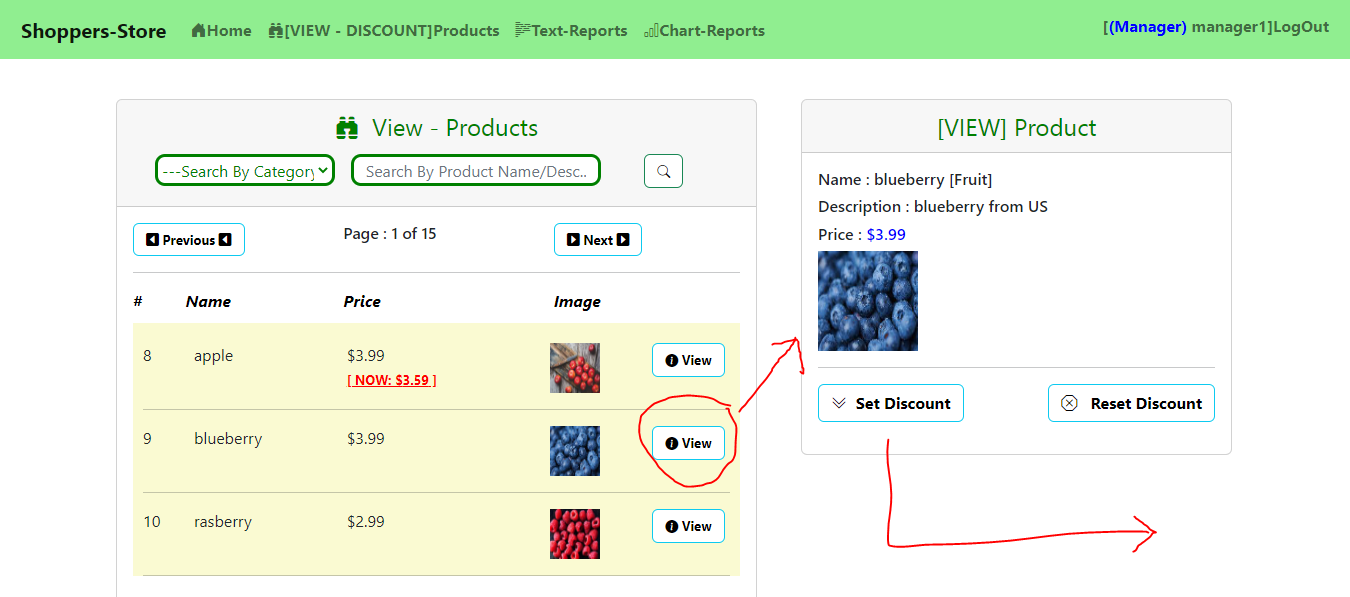 Shoppers-Store Home [VIEW - DISCOUNT]Products Text-Reports Chart-Reports [(Manager) manager1]LogOut
View - Products
---Search By Category Search By Product Name/Desc..
Previous Page : 1 of 15 Next
# Name Price Image
8 apple $3.99 View
[ NOW: $3.59 ]
9 blueberry $3.99 View
10 rasberry $2.99 View
[VIEW] Product
Name : blueberry [Fruit]
Description : blueberry from US
Price : $3.99
Set Discount Reset Discount